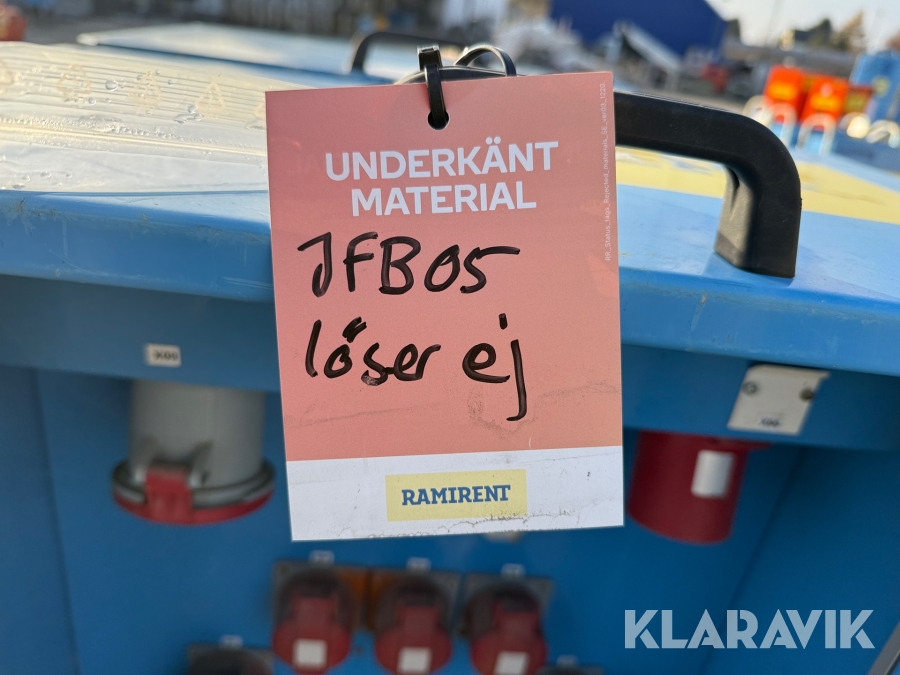 UNDERKÄNT
MATERIAL
JFB05
löser ej
RAMIRENT
KLARAVIK